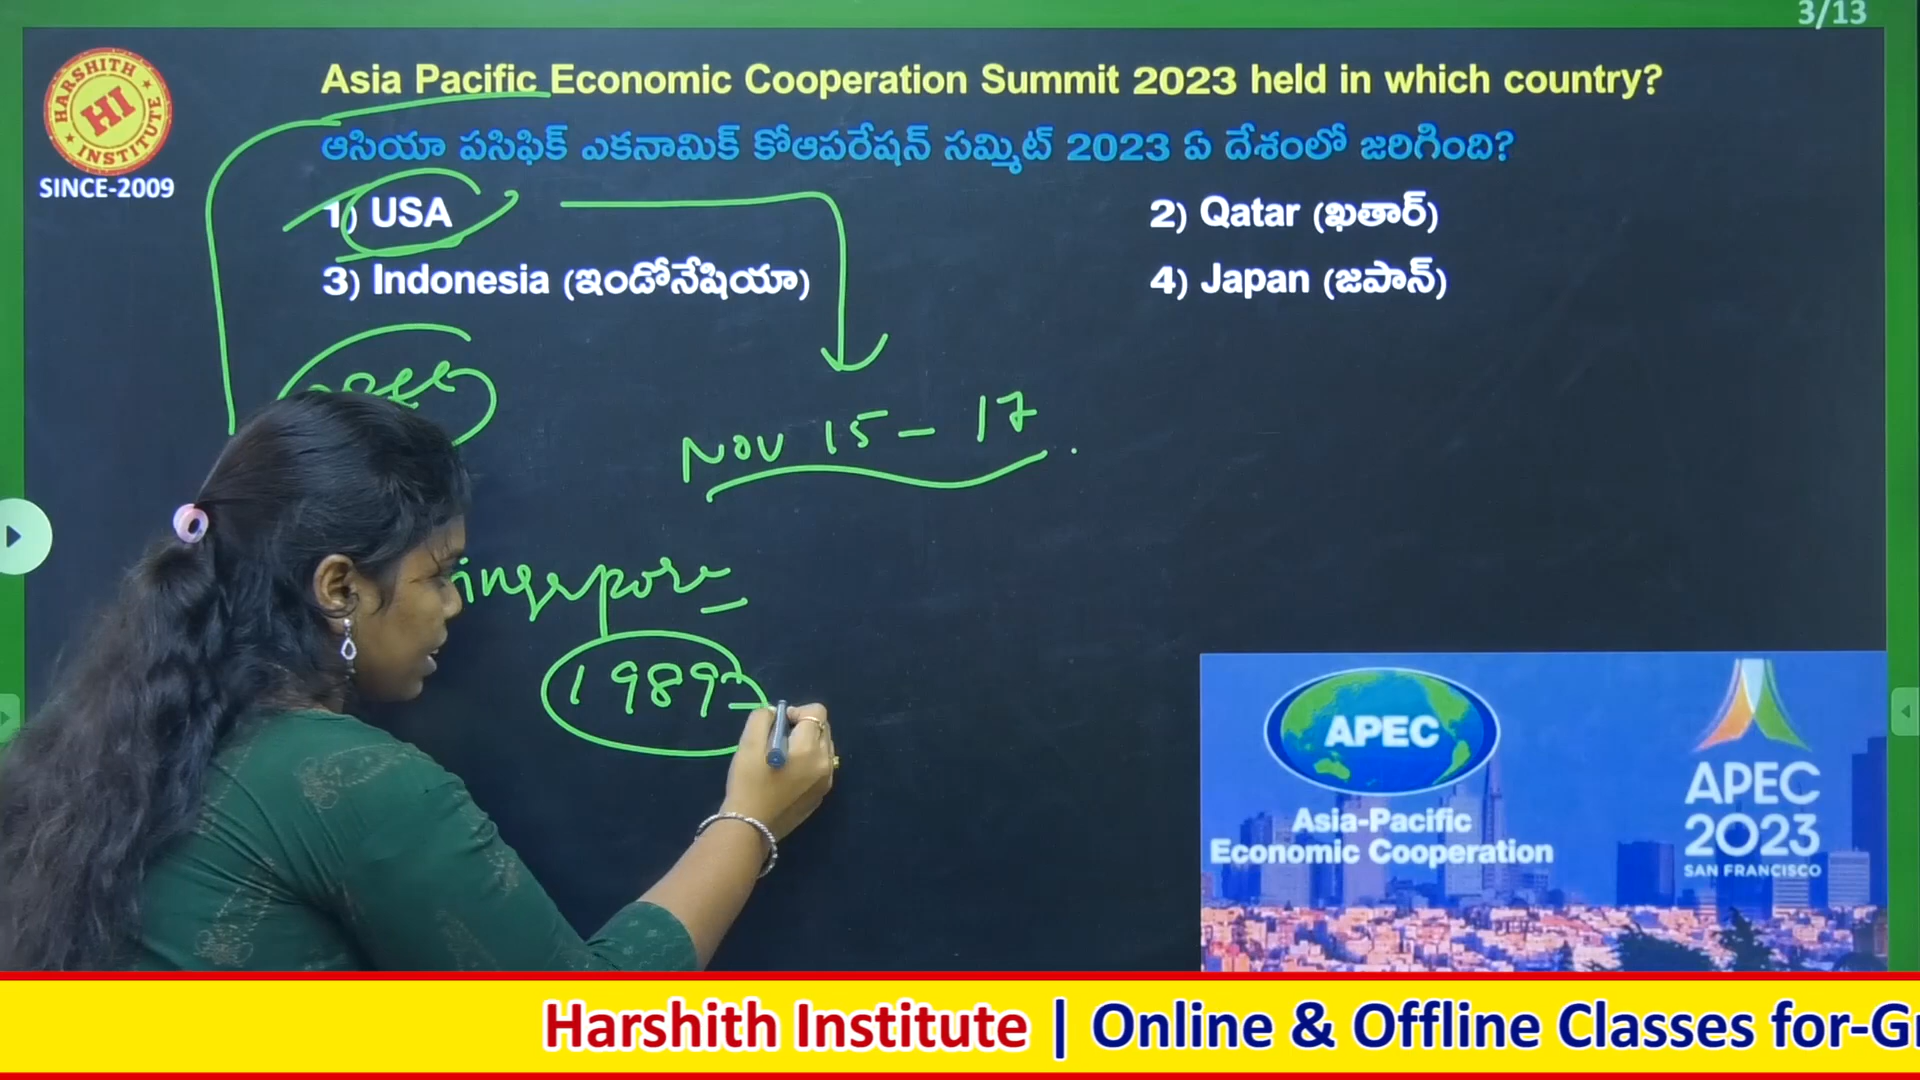 3/13
HARSHITH
HI
INSTITUTE
SINCE-2009
Asia Pacific Economic Cooperation Summit 2023 held in which country?
ఆసియా పసిఫిక్ ఎకనామిక్ కోఆపరేషన్ సమ్మిట్ 2023 ఏ దేశంలో జరిగింది?
1) USA
2) Qatar (ఖతార్)
3) Indonesia (ఇండోనేషియా)
4) Japan (జపాన్)
Nov 15 - 17
ingapore
1989
APEC
Asia-Pacific
Economic Cooperation
APEC
2023
SAN FRANCISCO
Harshith Institute | Online & Offline Classes for-Gr